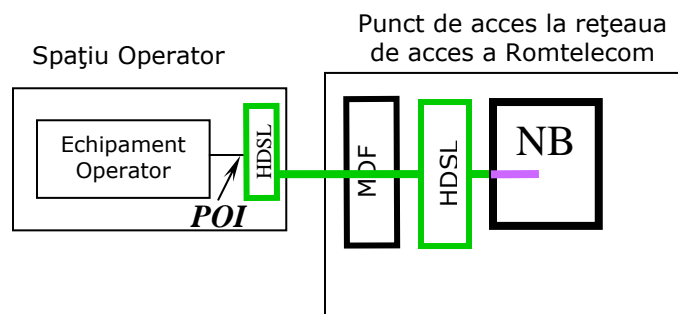 Punct de acces la reţeaua
de acces a Romtelecom
Spaţiu Operator
Echipament
Operator
HDSL
POI
MDF
HDSL
NB